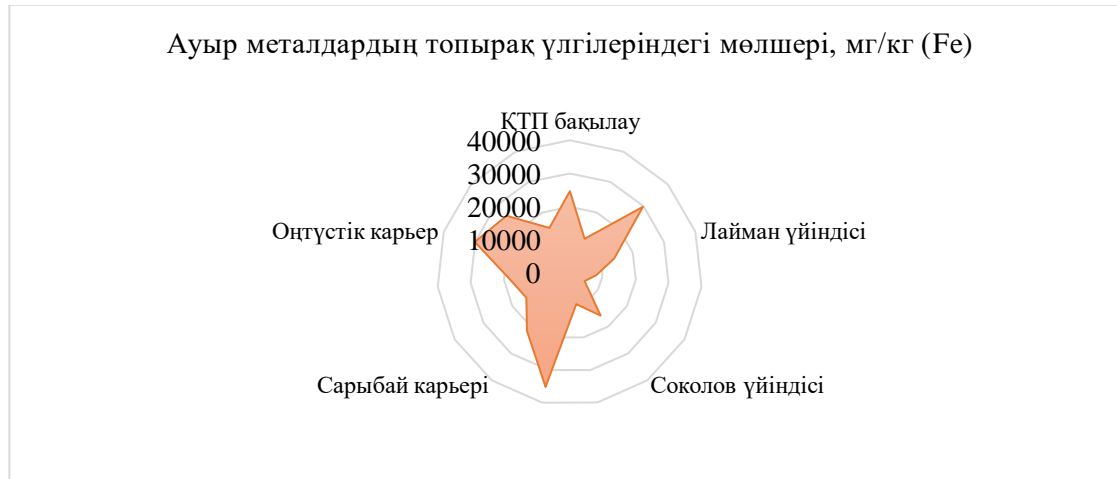 Ауыр металдардың топырақ үлгілеріндегі мөлшері, мг/кг (Fe)
ҚТП бақылау
40000
30000
20000
10000
0
Лайман үйіндісі
Соколов үйіндісі
Сарыбай карьері
Оңтүстік карьер